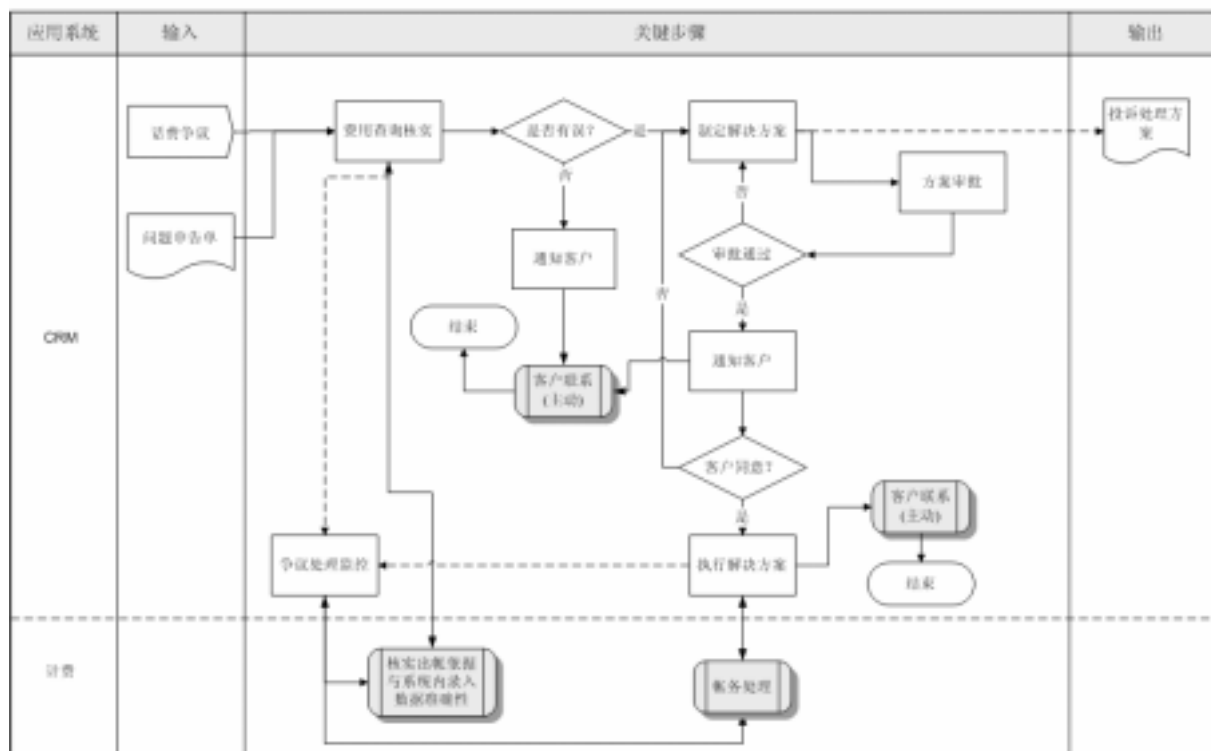 应用系统
输入
关键步骤
输出
话费争议
费用查询核实
是否有误?
是
制定解决方案
投诉处理方
案
方案审批
否
否
问题申告单
通知客户
审批通过
否
是
结束
CRM
通知客户
客户联系
(主动)
客户同意?
客户联系
(主动)
是
争议处理监控
执行解决方案
结束
计费
核实出帐依据
与系统内录入
数据准确性
帐务处理